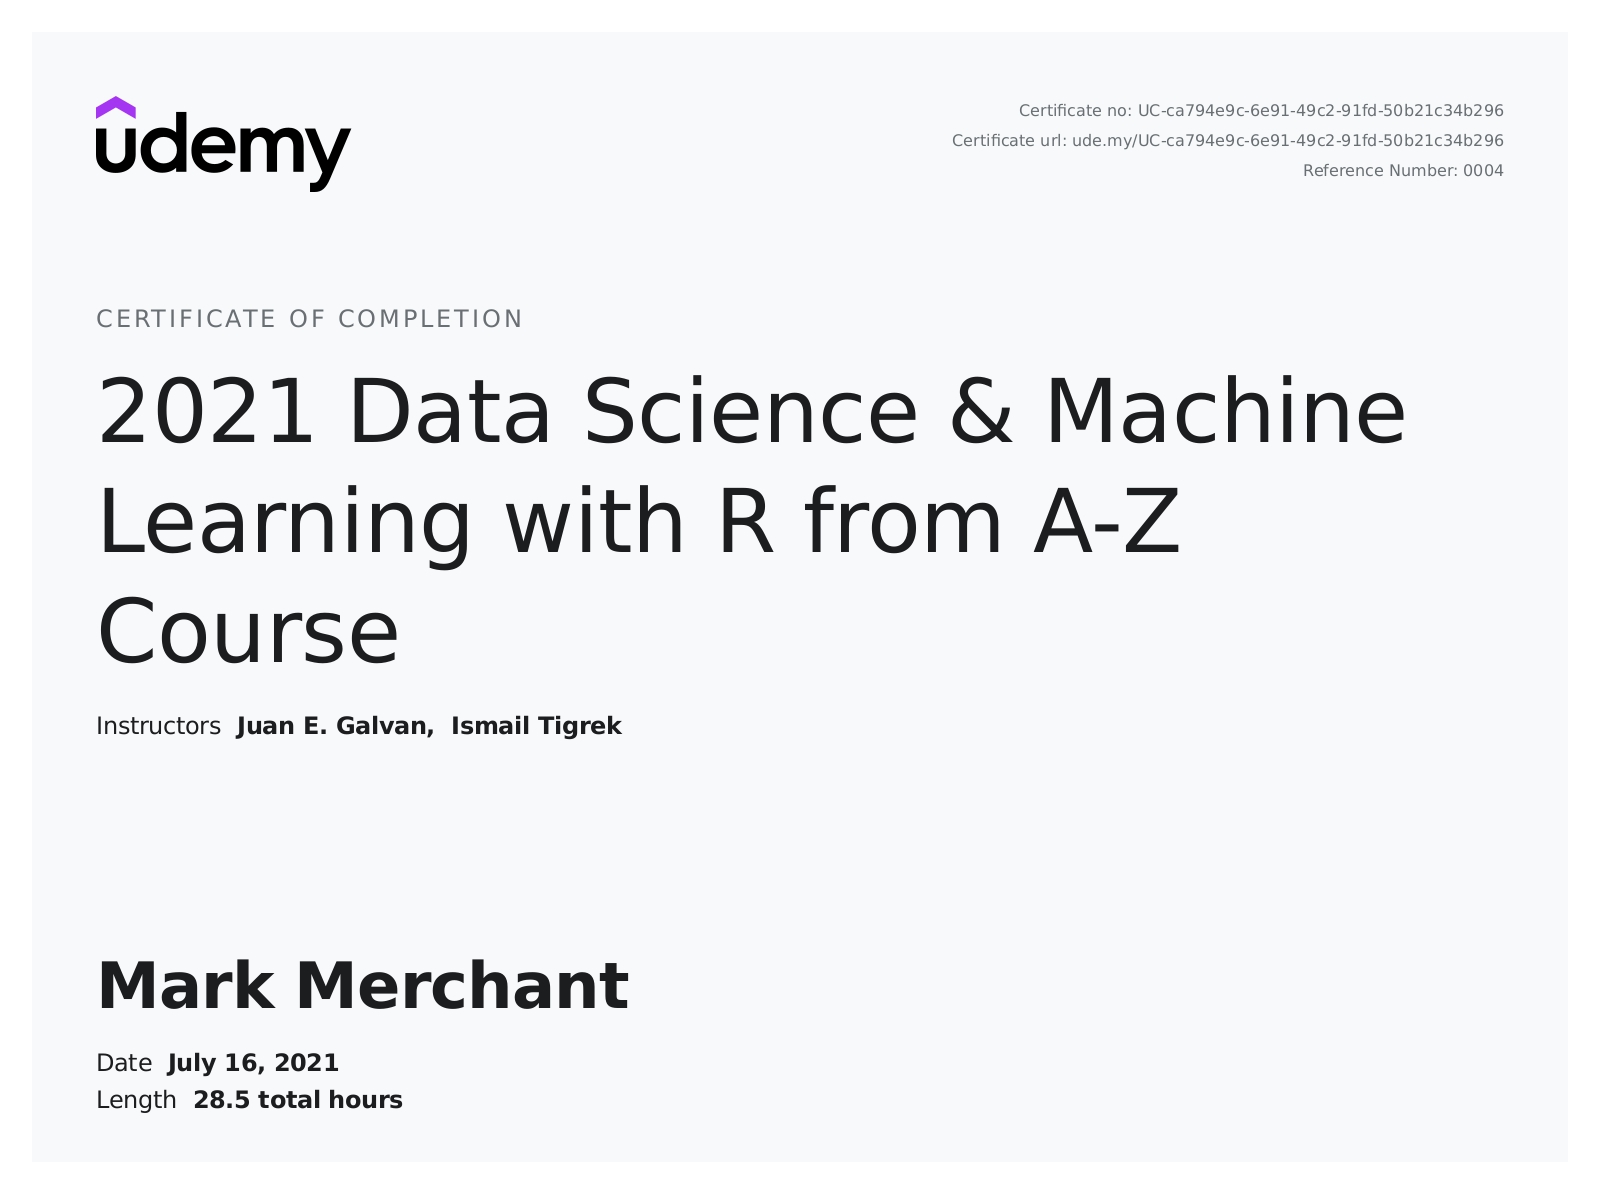 udemy
Certificate no: UC-ca794e9c-6e91-49c2-91fd-50b21c34b296
Certificate url: ude.my/UC-ca794e9c-6e91-49c2-91fd-50b21c34b296
Reference Number: 0004
CERTIFICATE OF COMPLETION
2021 Data Science & Machine
Learning with R from A-Z
Course
Instructors Juan E. Galvan, Ismail Tigrek
Mark Merchant
Date July 16, 2021
Length 28.5 total hours